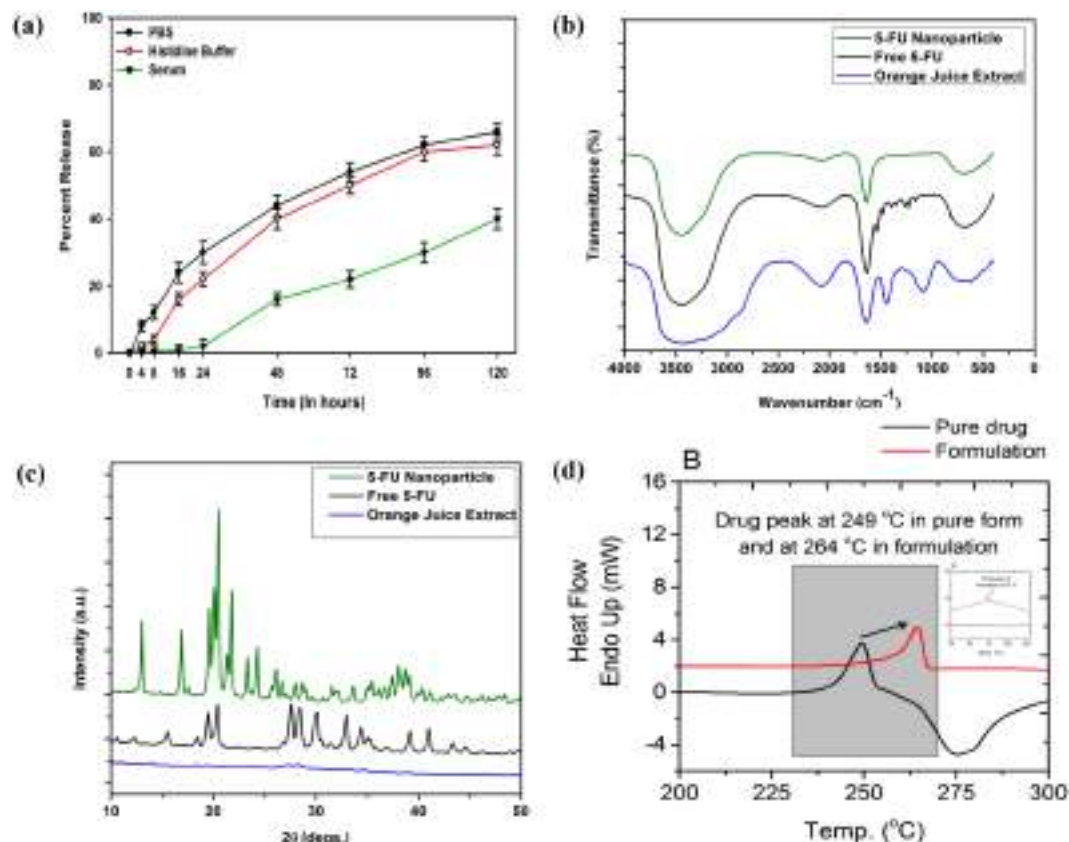 (a)
100
80
60
40
20
0
Percent Release
PBS
Histidine Buffer
Serum
0 4 8 16 24 48 72 96 120
Time (In hours)
(b)
Transmittance (%)
5-FU Nanoparticle
Free 5-FU
Orange Juice Extract
4000 3500 3000 2500 2000 1500 1000 500 0
Wavenumber (cm⁻¹)
(c)
Intensity (a.u.)
5-FU Nanoparticle
Free 5-FU
Orange Juice Extract
10 20 30 40 50
2θ (degs.)
(d)
Pure drug
Formulation
B
16
12
8
4
0
-4
Heat Flow
Endo Up (mW)
Drug peak at 249 °C in pure form
and at 264 °C in formulation
200 225 250 275 300
Temp. (°C)